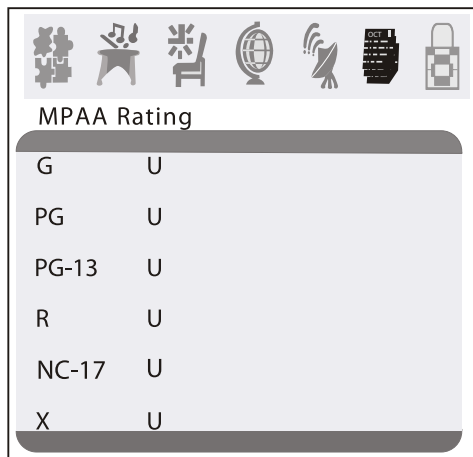 OCT
MPAA Rating
G U
PG U
PG-13 U
R U
NC-17 U
X U